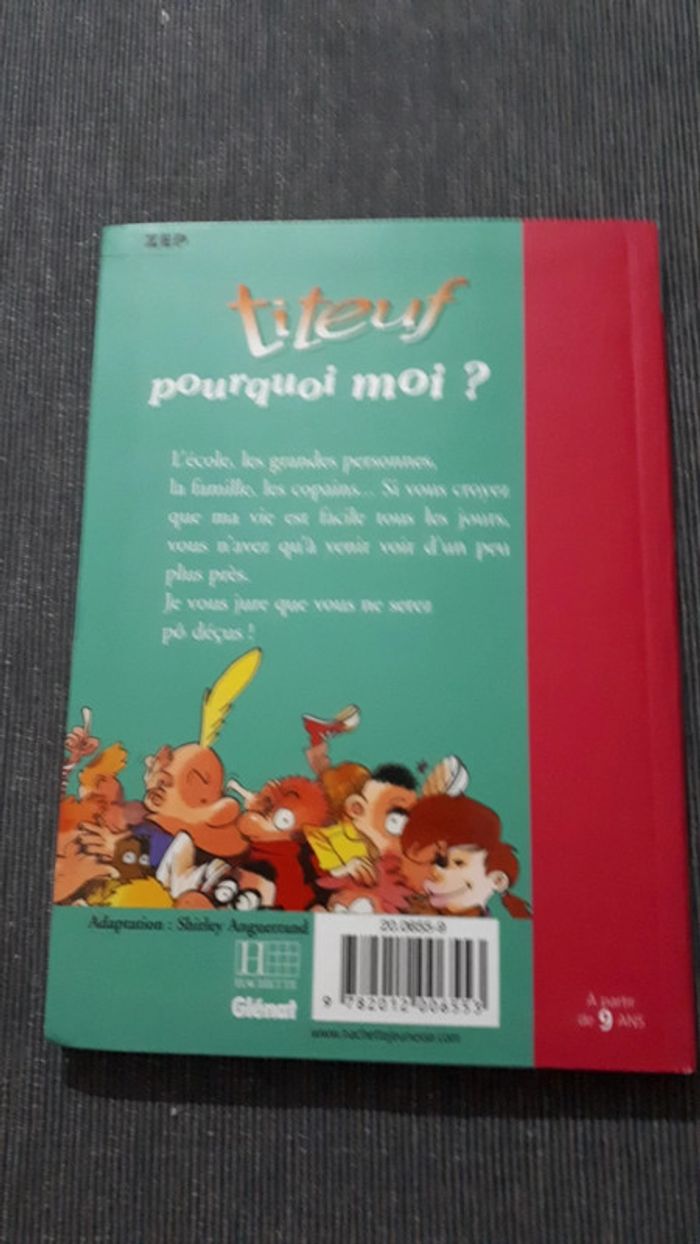 ZEP
titeuf
pourquoi moi ?
L'école, les grandes personnes,
la famille, les copains... Si vous croyez
que ma vie est facile tous les jours,
vous n'avez qu'à venir voir d'un peu
plus près.
Je vous jure que vous ne serez
pô déçus !
Adaptation : Shirley Anguerrand
20.0655-9
H
HACHETTE
Glénat
9 782012 006553
www.hachettejeunesse.com
À partir
de 9 ANS